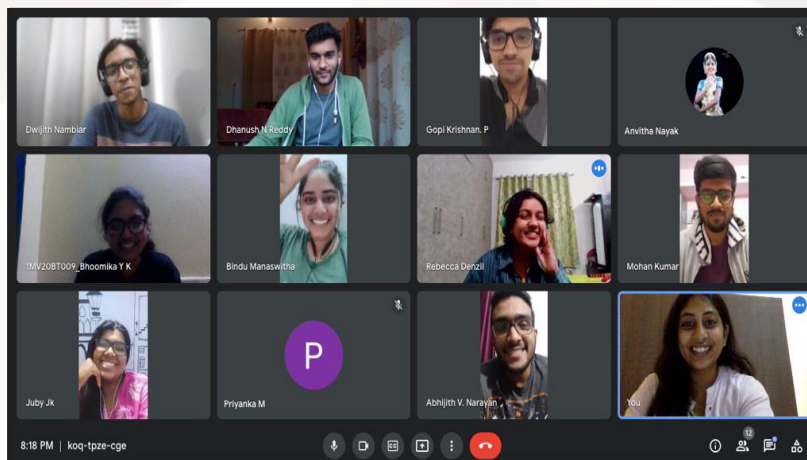 Dwijith Nambiar
Dhanush N Reddy
Gopi Krishnan. P
Anvitha Nayak
1MV20BT009_Bhoomika Y K
Bindu Manaswitha
Rebecca Denzil
Mohan Kumar
Juby Jk
P
Priyanka M
Abhijith V. Narayan
You
8:18 PM | koq-tpze-cge
CC
12